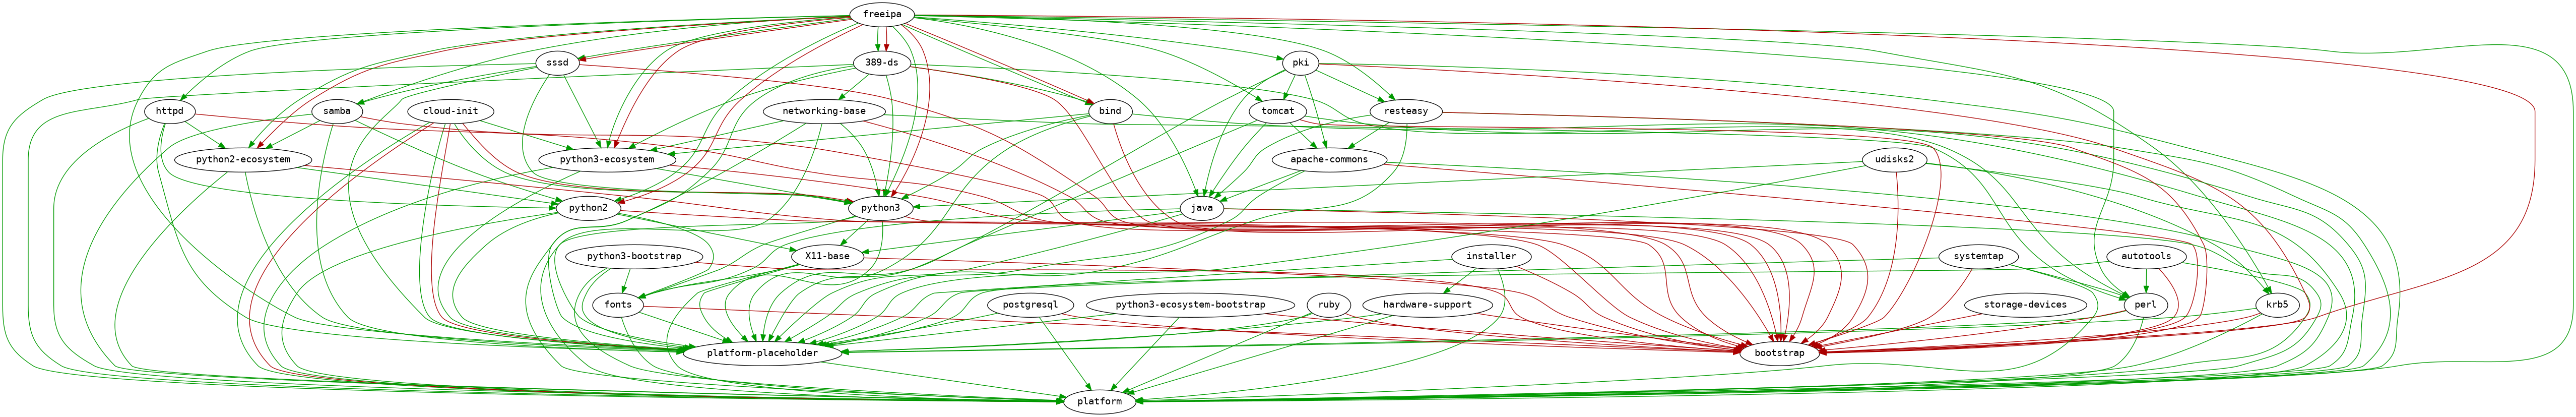 freeipa
sssd
389-ds
pki
httpd
samba
cloud-init
networking-base
bind
tomcat
resteasy
python2-ecosystem
python3-ecosystem
apache-commons
udisks2
python2
python3
java
python3-bootstrap
X11-base
installer
systemtap
autotools
fonts
postgresql
python3-ecosystem-bootstrap
ruby
hardware-support
storage-devices
perl
krb5
platform-placeholder
bootstrap
platform